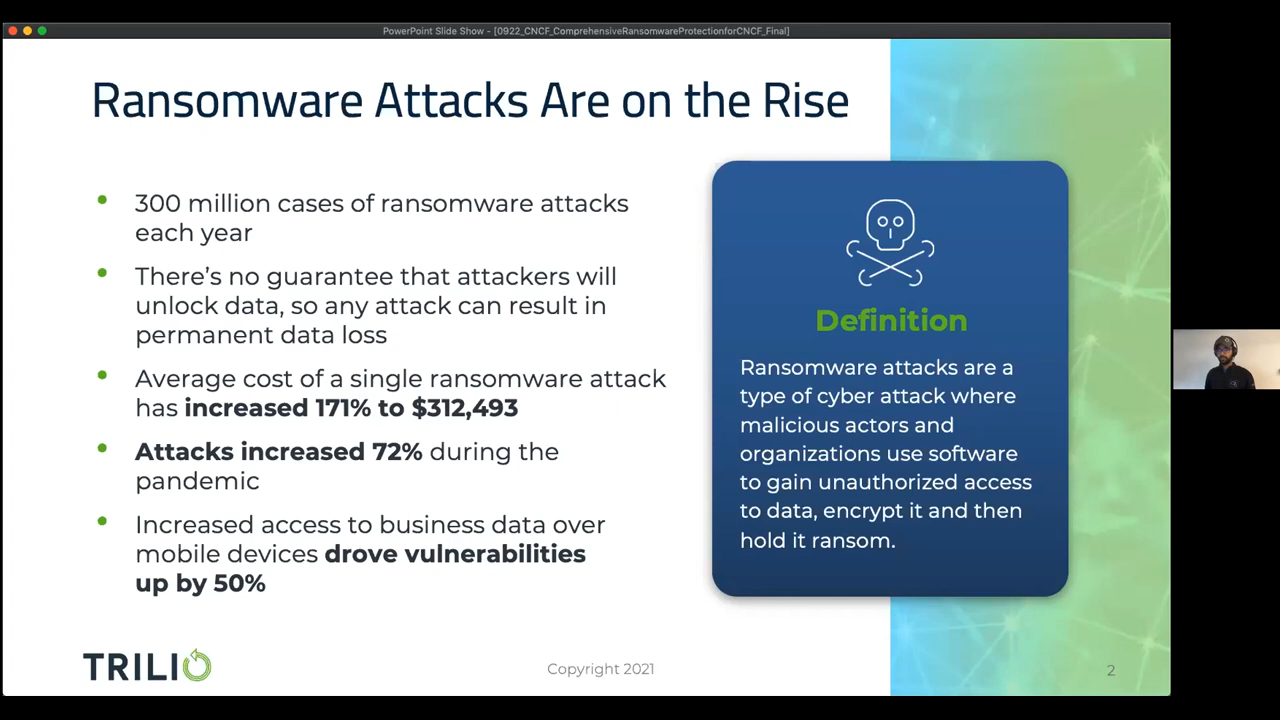 PowerPoint Slide Show - [0922_CNCF_ComprehensiveRansomwareProtectionforCNCF_Final]
Ransomware Attacks Are on the Rise
• 300 million cases of ransomware attacks
each year
• There’s no guarantee that attackers will
unlock data, so any attack can result in
permanent data loss
• Average cost of a single ransomware attack
has increased 171% to $312,493
• Attacks increased 72% during the
pandemic
• Increased access to business data over
mobile devices drove vulnerabilities
up by 50%
Definition
Ransomware attacks are a
type of cyber attack where
malicious actors and
organizations use software
to gain unauthorized access
to data, encrypt it and then
hold it ransom.
TRILIO
Copyright 2021
2